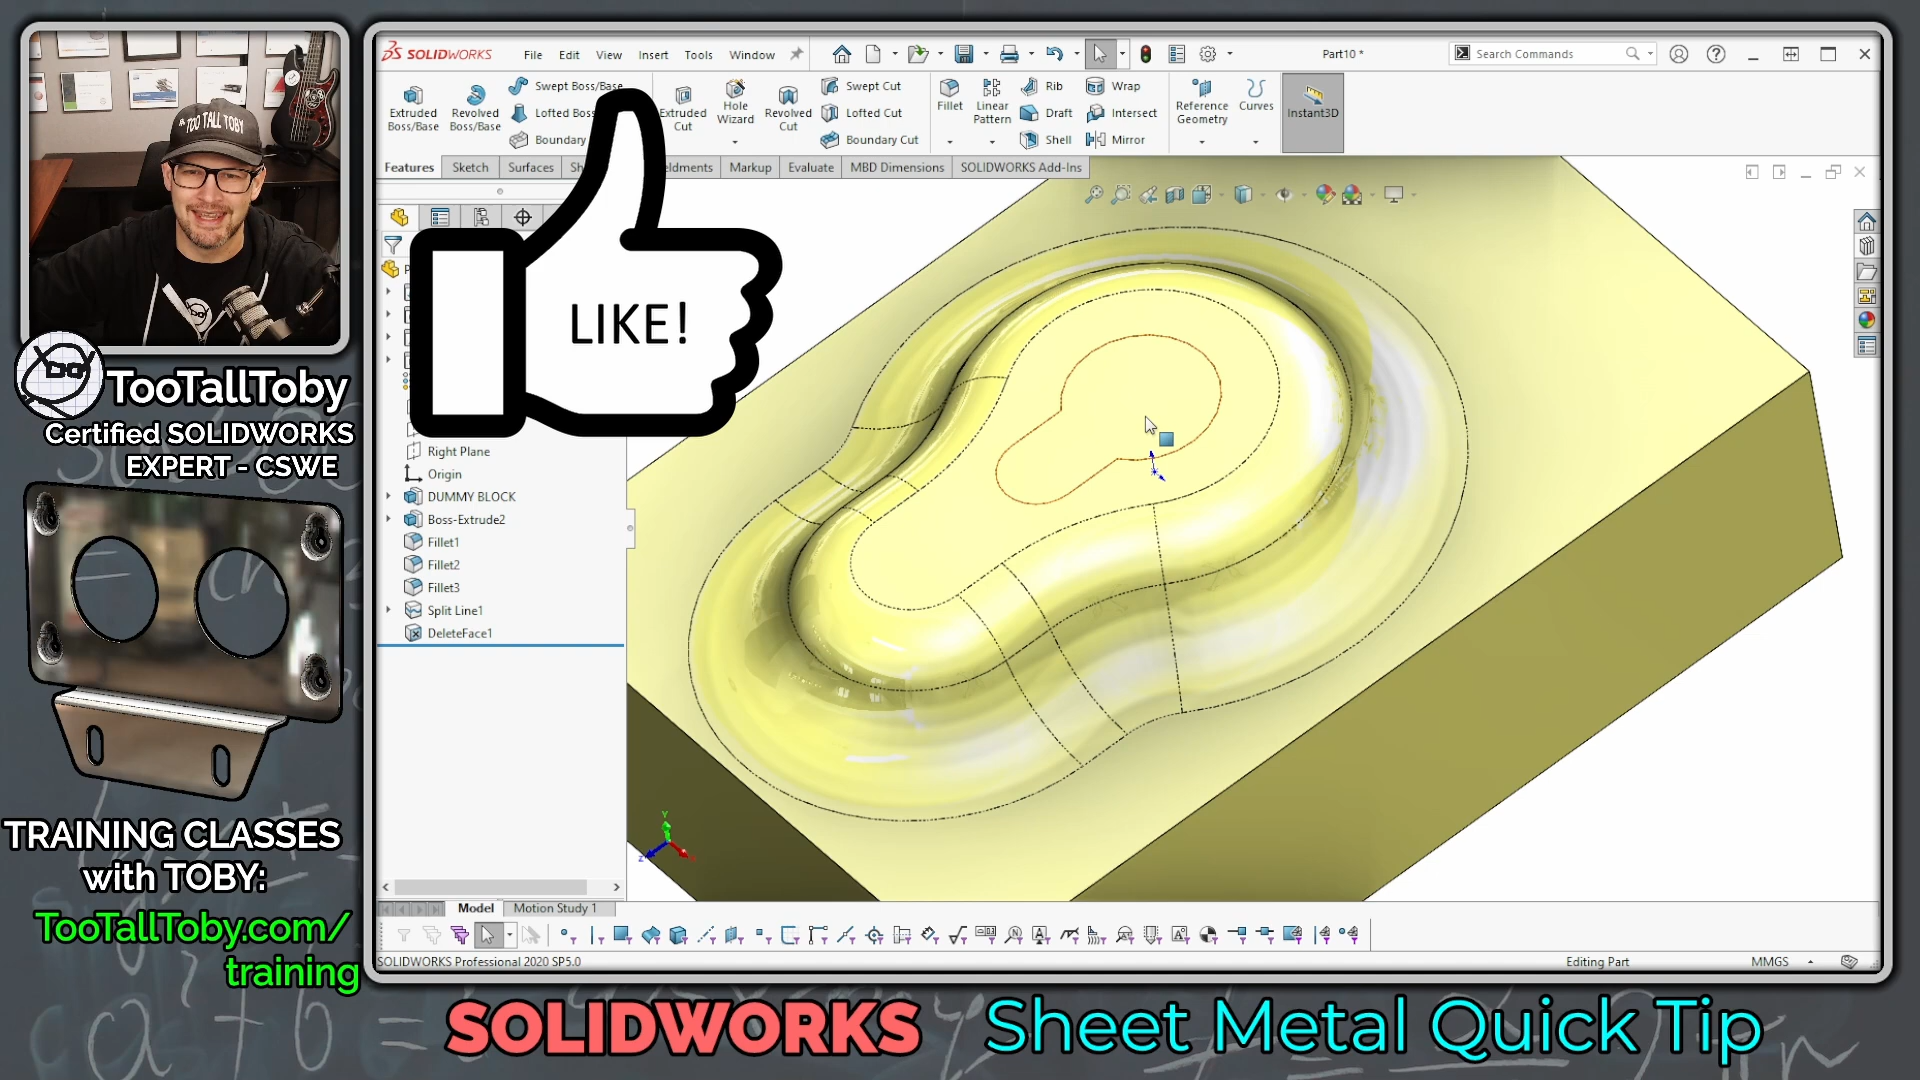 TOO TALL TOBY
TooTallToby
Certified SOLIDWORKS
EXPERT - CSWE
TRAINING CLASSES
with TOBY:
TooTallToby.com/
training
SOLIDWORKS
File Edit View Insert Tools Window
Part10 *
Search Commands
Extruded
Boss/Base
Revolved
Boss/Base
Swept Boss/Base
Lofted Boss
Boundary
Extruded
Cut
Hole
Wizard
Revolved
Cut
Swept Cut
Lofted Cut
Boundary Cut
Fillet
Linear
Pattern
Rib
Draft
Shell
Wrap
Intersect
Mirror
Reference
Geometry
Curves
Instant3D
Features Sketch Surfaces Sh eldments Markup Evaluate MBD Dimensions SOLIDWORKS Add-Ins
LIKE!
Right Plane
Origin
DUMMY BLOCK
Boss-Extrude2
Fillet1
Fillet2
Fillet3
Split Line1
DeleteFace1
Y
Z
Model Motion Study 1
SOLIDWORKS Professional 2020 SP5.0
Editing Part
MMGS
SOLIDWORKS Sheet Metal Quick Tip